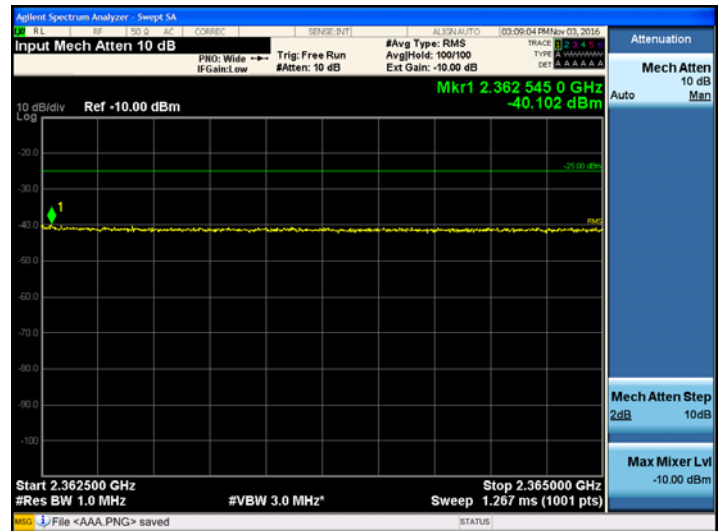 Agilent Spectrum Analyzer - Swept SA
RL RF 50 Ω AC CORREC SENSE:INT ALIGN AUTO 03:09:04 PM Nov 03, 2016
Input Mech Atten 10 dB
PNO: Wide
IFGain:Low
Trig: Free Run
#Atten: 10 dB
#Avg Type: RMS
Avg|Hold: 100/100
Ext Gain: -10.00 dB
TRACE 1 2 3 4 5 6
TYPE A WWWWW
DET A A A A A A
Mkr1 2.362 545 0 GHz
-40.102 dBm
10 dB/div Ref -10.00 dBm
Log
-20.0
-25.00 dBm
-30.0
1
-40.0
RMS
-50.0
-60.0
-70.0
-80.0
-90.0
-100
Start 2.362500 GHz Stop 2.365000 GHz
#Res BW 1.0 MHz #VBW 3.0 MHz* Sweep 1.267 ms (1001 pts)
MSG File <AAA.PNG> saved STATUS
Attenuation
Mech Atten
10 dB
Auto Man
Mech Atten Step
2dB 10dB
Max Mixer Lvl
-10.00 dBm